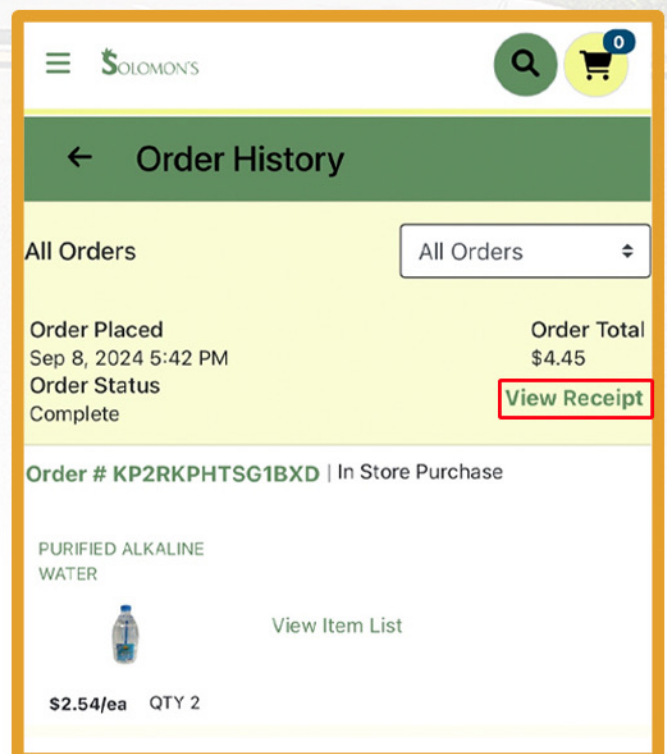 SOLOMON'S
0
Order History
All Orders
All Orders
Order Placed
Order Total
Sep 8, 2024 5:42 PM
$4.45
Order Status
View Receipt
Complete
Order # KP2RKPHTSG1BXD | In Store Purchase
PURIFIED ALKALINE
WATER
View Item List
$2.54/ea QTY 2